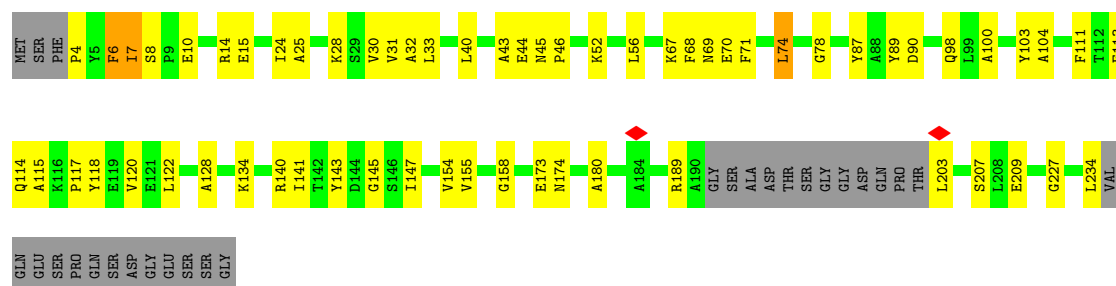 MET SER PHE P4 Y5 F6 I7 S8 P9 E10 R14 E15 I24 A25 K28 S29 V30 V31 A32 L33 L40 A43 E44 N45 P46 K52 L56 K67 F68 N69 E70 F71 L74 G78 Y87 A88 Y89 D90 Q98 L99 A100 Y103 A104 F111 T112
Q114 A115 K116 P117 Y118 E119 V120 E121 L122 A128 K134 R140 I141 T142 Y143 D144 G145 S146 I147 V154 V155 G158 E173 N174 A180 A184 R189 A190 GLY SER ALA ASP THR SER GLY GLY ASP GLN PRO THR L203 S207 L208 E209 G227 L234 VAL
GLN GLU SER PRO GLN SER ASP GLY GLU SER SER GLY